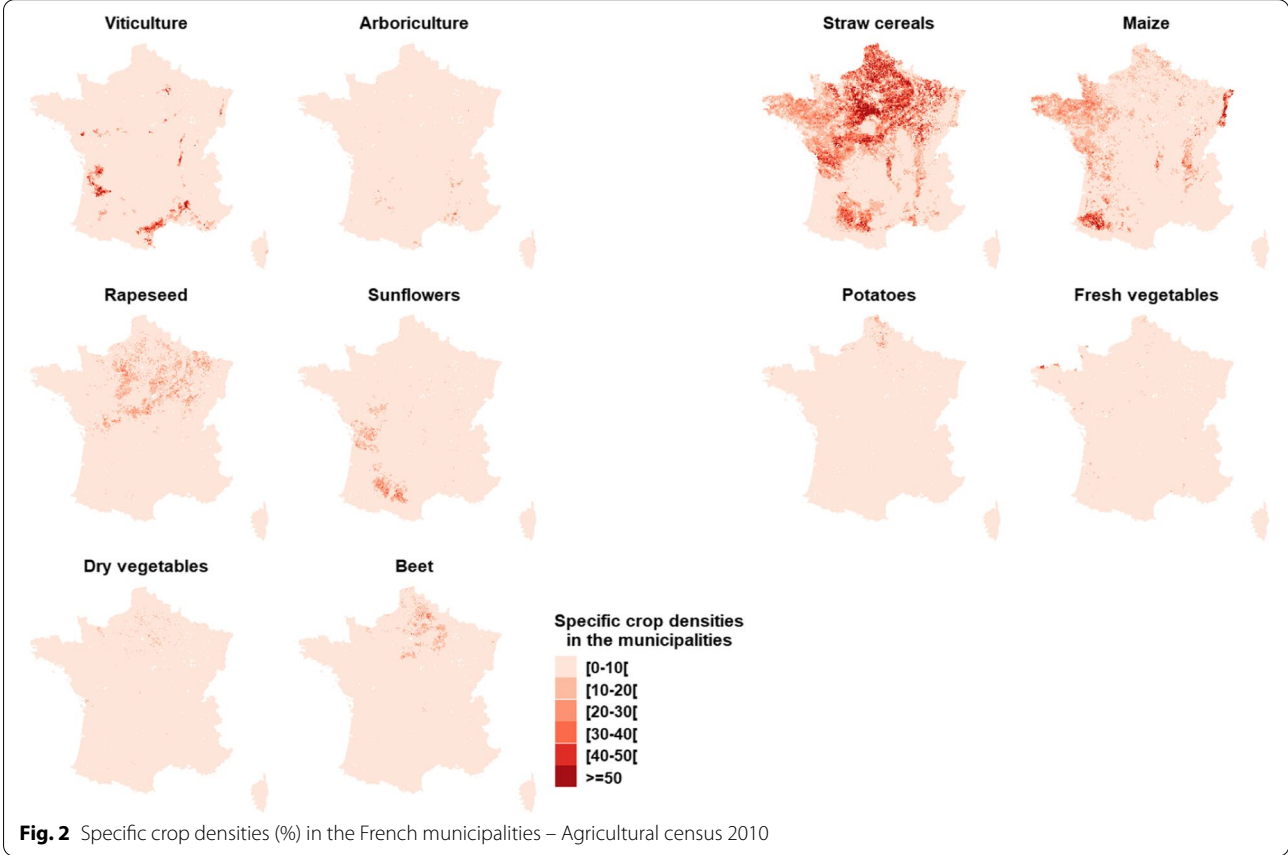 Viticulture
Arboriculture
Straw cereals
Maize
Rapeseed
Sunflowers
Potatoes
Fresh vegetables
Dry vegetables
Beet
Specific crop densities
in the municipalities
[0-10[
[10-20[
[20-30[
[30-40[
[40-50[
>=50
Fig. 2 Specific crop densities (%) in the French municipalities – Agricultural census 2010